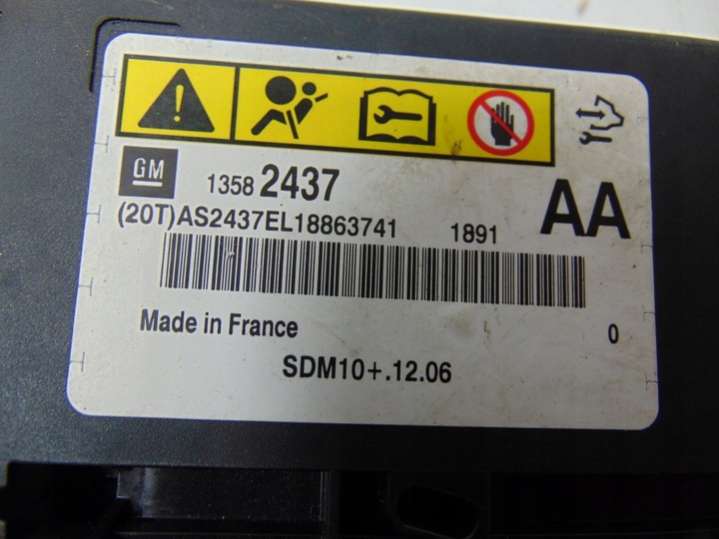 GM 1358 2437 AA
(20T)AS2437EL18863741 1891
Made in France 0
SDM10+.12.06